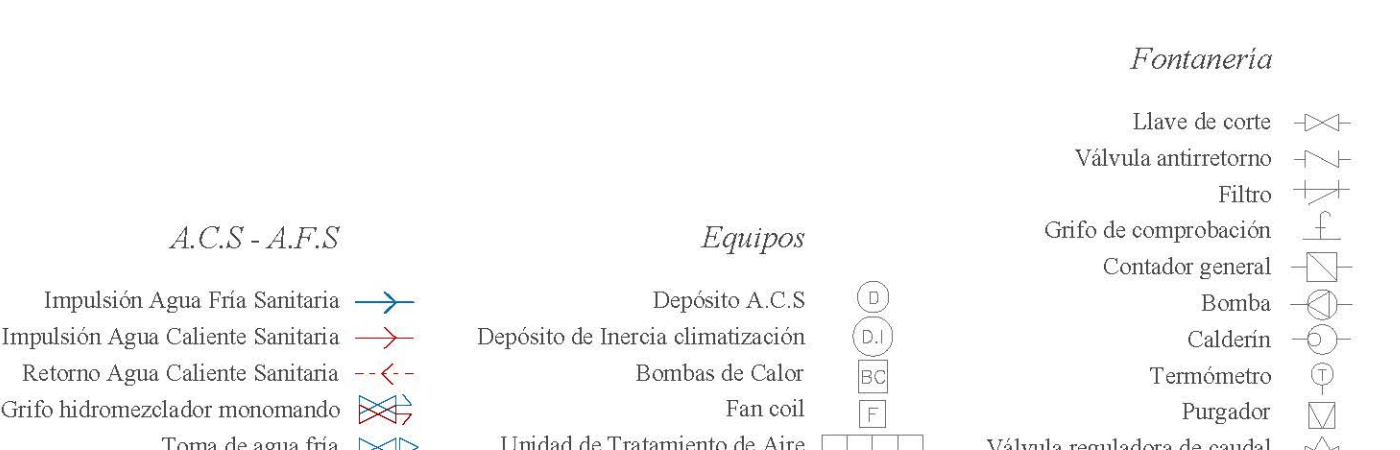 Fontanería
Llave de corte
Válvula antirretorno
Filtro
Grifo de comprobación
Contador general
Bomba
Calderín
Termómetro
T
Purgador
Válvula reguladora de caudal
A.C.S - A.F.S
Impulsión Agua Fría Sanitaria
Impulsión Agua Caliente Sanitaria
Retorno Agua Caliente Sanitaria
Grifo hidromezclador monomando
Toma de agua fría
Equipos
Depósito A.C.S
D
Depósito de Inercia climatización
D.I
Bombas de Calor
BC
Fan coil
F
Unidad de Tratamiento de Aire